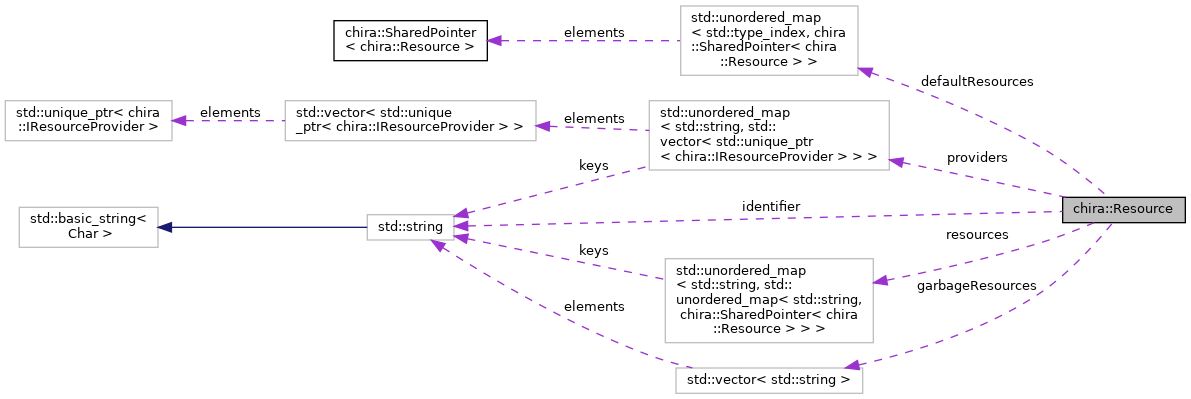 chira::SharedPointer
< chira::Resource >
elements
std::unordered_map
< std::type_index, chira
::SharedPointer< chira
::Resource > >
defaultResources
std::unique_ptr< chira
::IResourceProvider >
elements
std::vector< std::unique
_ptr< chira::IResourceProvider > >
elements
std::unordered_map
< std::string, std::
vector< std::unique_ptr
< chira::IResourceProvider > > >
providers
keys
identifier
chira::Resource
std::basic_string<
Char >
std::string
keys
resources
std::unordered_map
< std::string, std::
unordered_map< std::string,
chira::SharedPointer< chira
::Resource > > >
garbageResources
elements
std::vector< std::string >